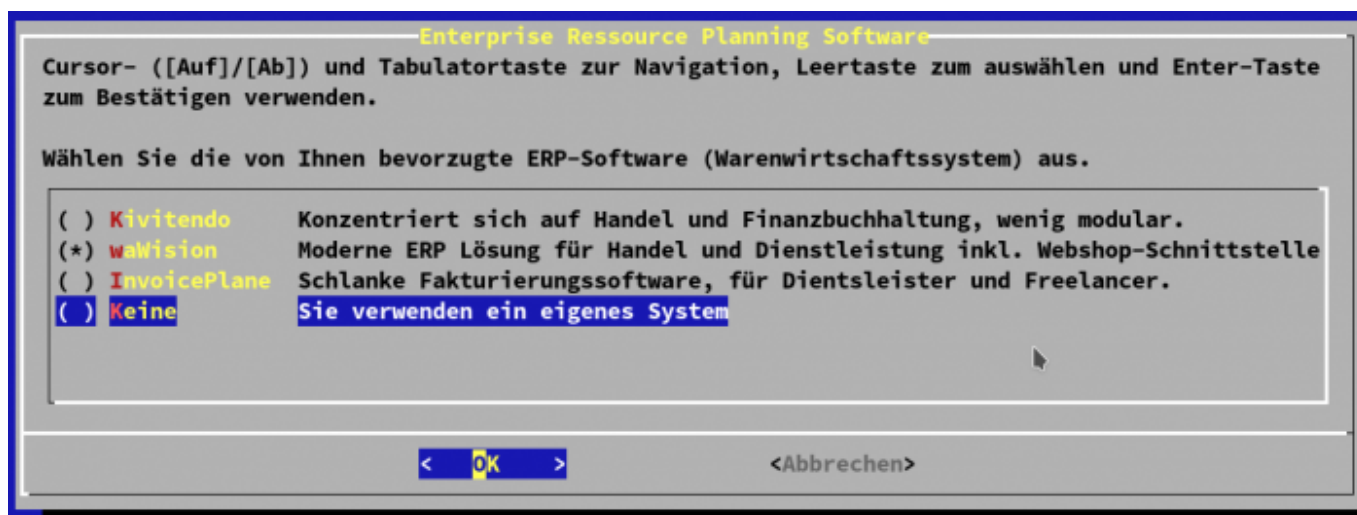 Enterprise Ressource Planning Software
Cursor- ([Auf]/[Ab]) und Tabulatortaste zur Navigation, Leertaste zum auswählen und Enter-Taste
zum Bestätigen verwenden.
Wählen Sie die von Ihnen bevorzugte ERP-Software (Warenwirtschaftssystem) aus.
( ) Kivitendo Konzentriert sich auf Handel und Finanzbuchhaltung, wenig modular.
(*) waWision Moderne ERP Lösung für Handel und Dienstleistung inkl. Webshop-Schnittstelle
( ) InvoicePlane Schlanke Fakturierungssoftware, für Dientsleister und Freelancer.
( ) Keine Sie verwenden ein eigenes System
< OK > <Abbrechen>